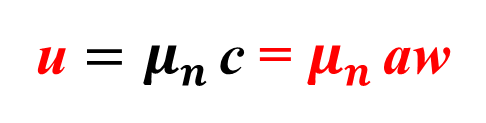 u = μₙ c = μₙ aw